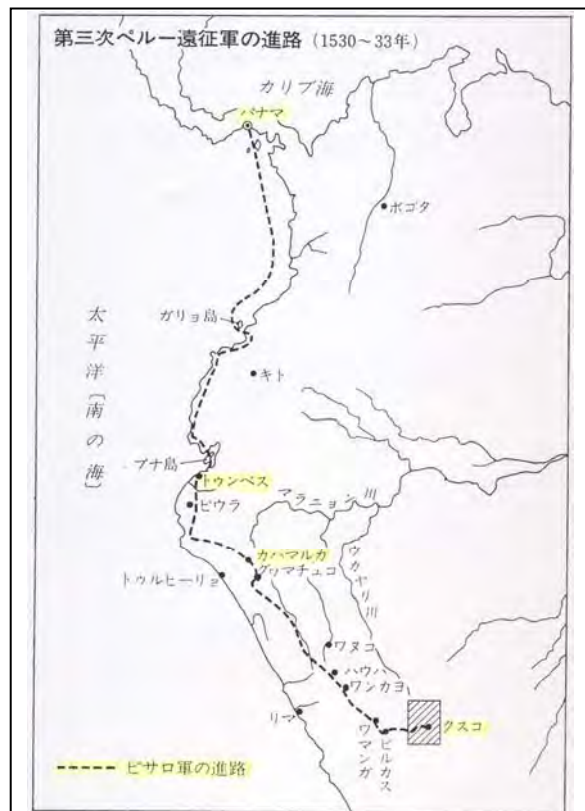 第三次ペルー遠征軍の進路 (1530〜33年)
カリブ海
パナマ
ボゴタ
ガリョ島
太平洋〔南の海〕
キト
プナ島
トゥンベス
ピウラ
マラニョン川
カハマルカ
グワマチュコ
ウカヤリ川
トゥルヒーリョ
ワヌコ
ハウハ
ワンカヨ
リマ
クスコ
ワマンガ
ビルカス
ピサロ軍の進路